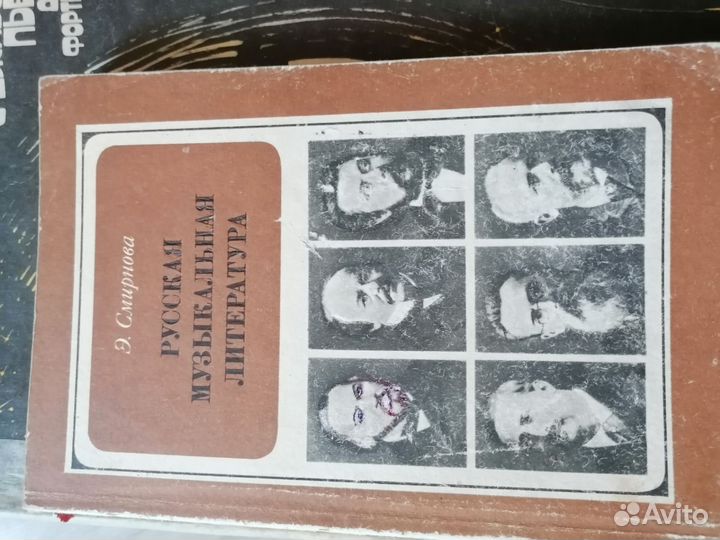 Э. Смирнова
РУССКАЯ
МУЗЫКАЛЬНАЯ
ЛИТЕРАТУРА
Avito